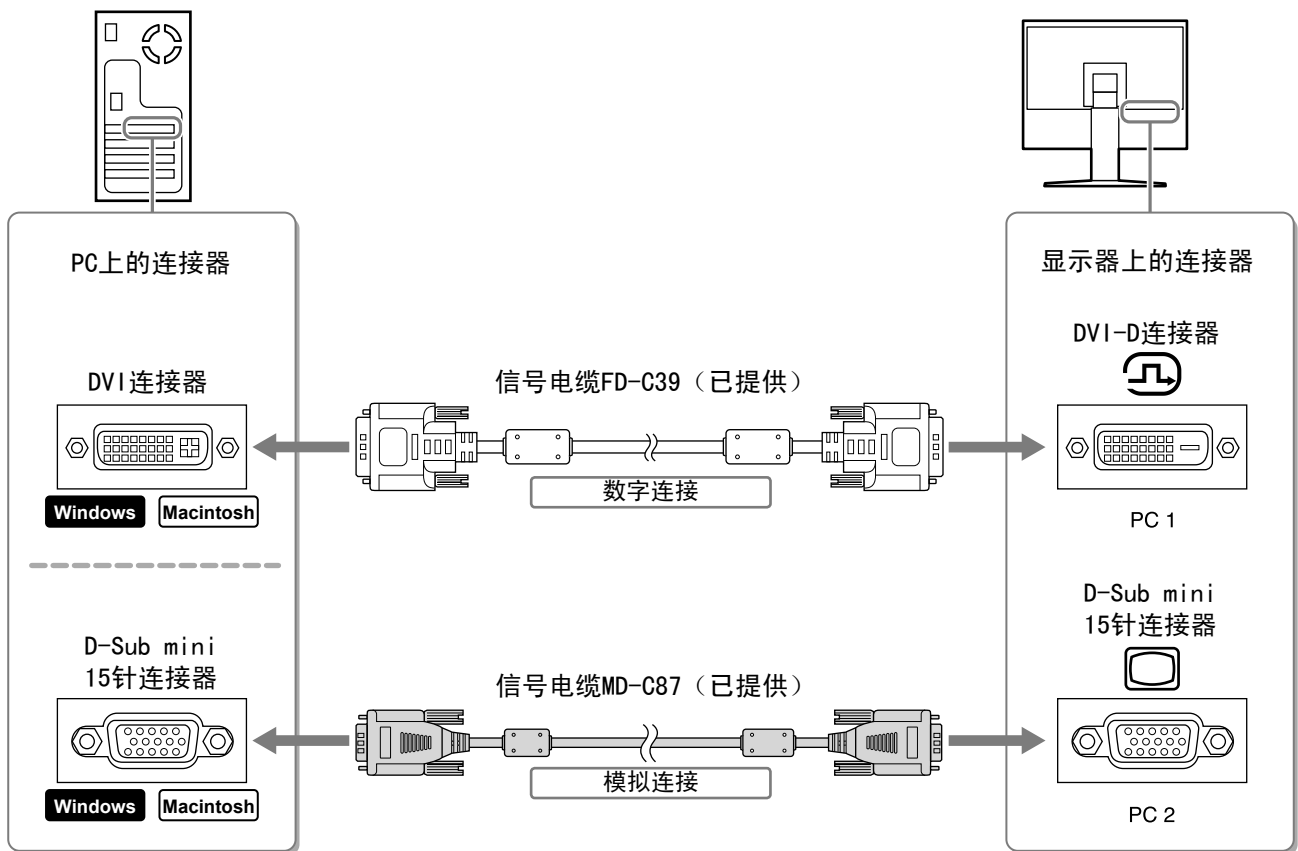 PC上的连接器
DVI连接器
Windows Macintosh
D-Sub mini
15针连接器
Windows Macintosh
信号电缆FD-C39（已提供）
数字连接
信号电缆MD-C87（已提供）
模拟连接
显示器上的连接器
DVI-D连接器
PC 1
D-Sub mini
15针连接器
PC 2